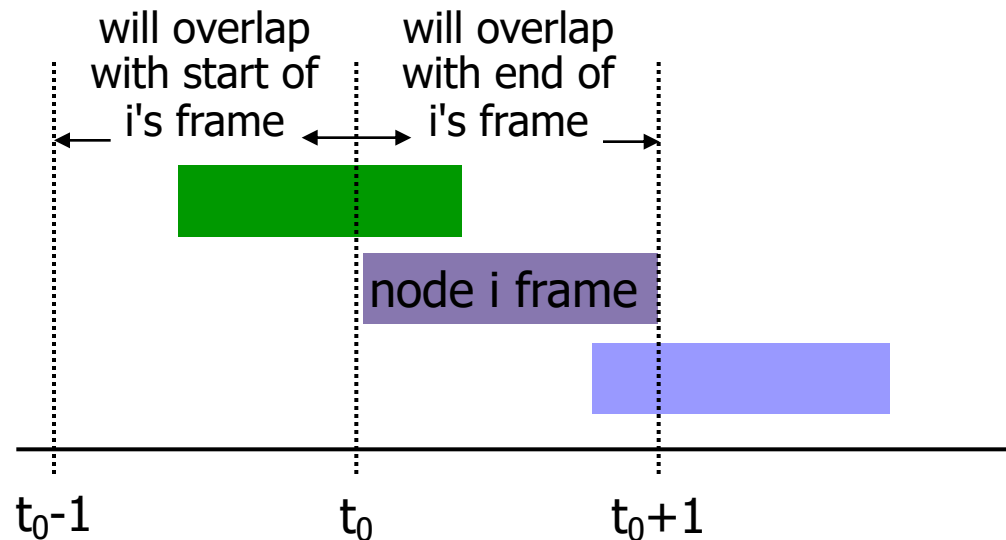 will overlap
with start of
i's frame
will overlap
with end of
i's frame
node i frame
t₀-1
t₀
t₀+1